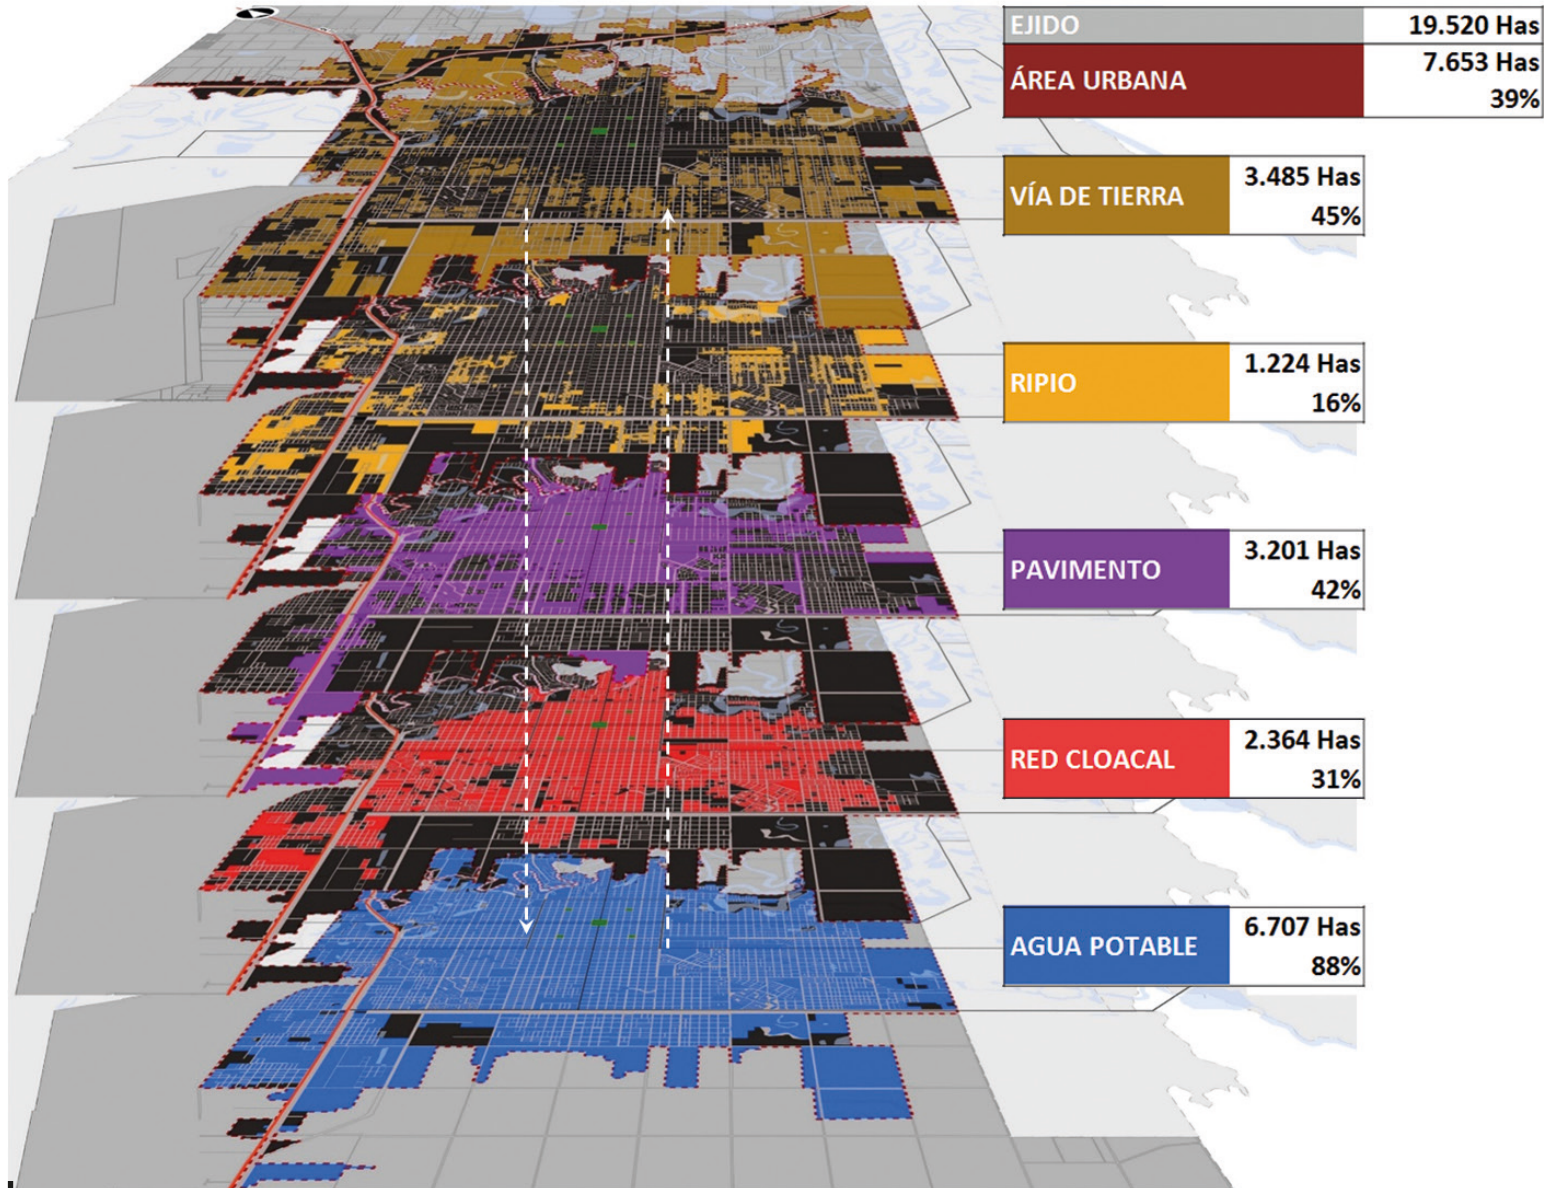 EJIDO 19.520 Has
ÁREA URBANA 7.653 Has
39%
VÍA DE TIERRA 3.485 Has
45%
RIPIO 1.224 Has
16%
PAVIMENTO 3.201 Has
42%
RED CLOACAL 2.364 Has
31%
AGUA POTABLE 6.707 Has
88%